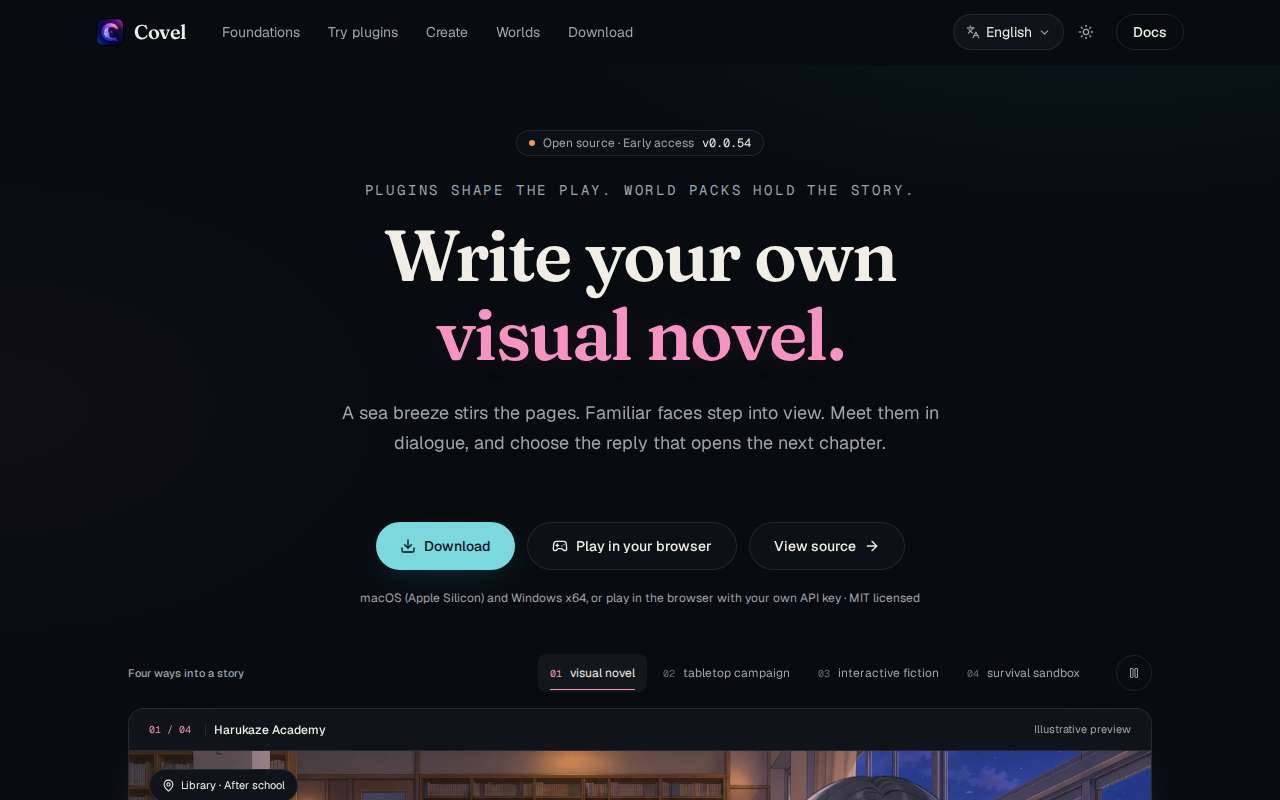 Covel
Foundations
Try plugins
Create
Worlds
Download
English
Docs
Open source · Early access v0.0.54
PLUGINS SHAPE THE PLAY. WORLD PACKS HOLD THE STORY.
Write your own
visual novel.
A sea breeze stirs the pages. Familiar faces step into view. Meet them in
dialogue, and choose the reply that opens the next chapter.
Download
Play in your browser
View source
macOS (Apple Silicon) and Windows x64, or play in the browser with your own API key · MIT licensed
Four ways into a story
01 visual novel
02 tabletop campaign
03 interactive fiction
04 survival sandbox
01 / 04
Harukaze Academy
Illustrative preview
Library · After school